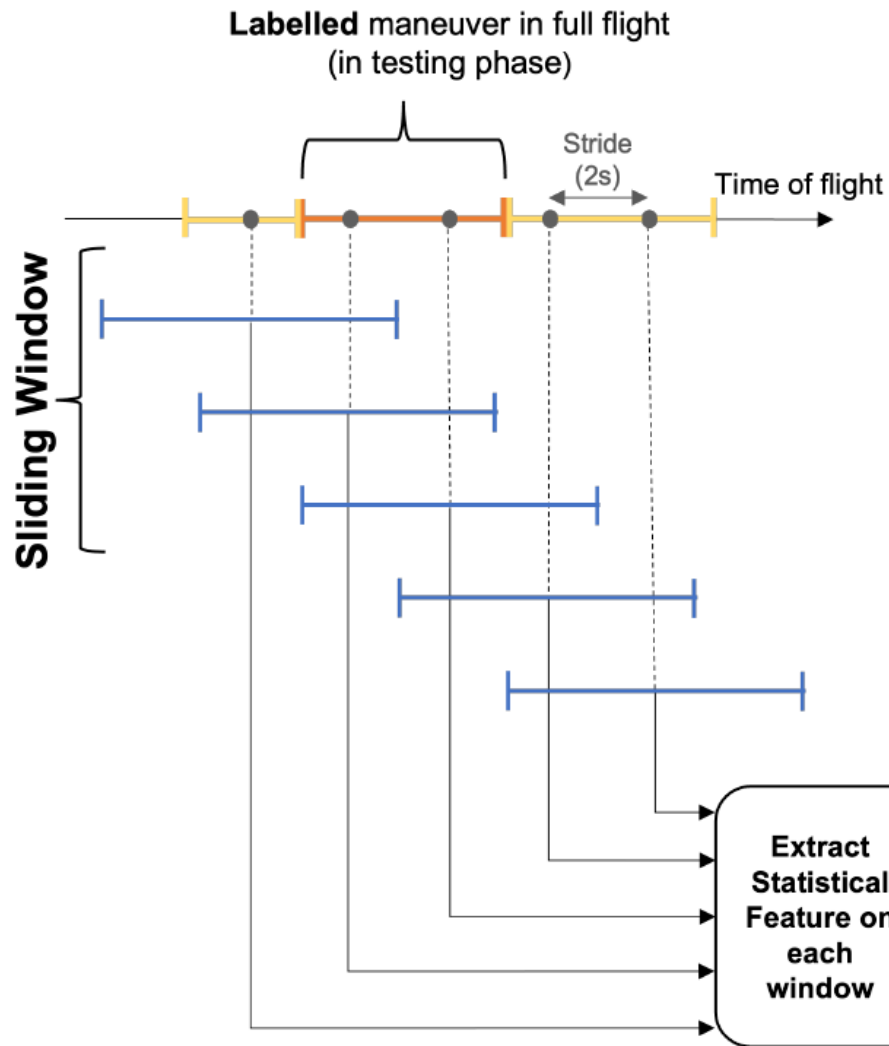 Labelled maneuver in full flight
(in testing phase)
Stride
(2s)
Time of flight
Sliding Window
Extract
Statistical
Feature on
each
window